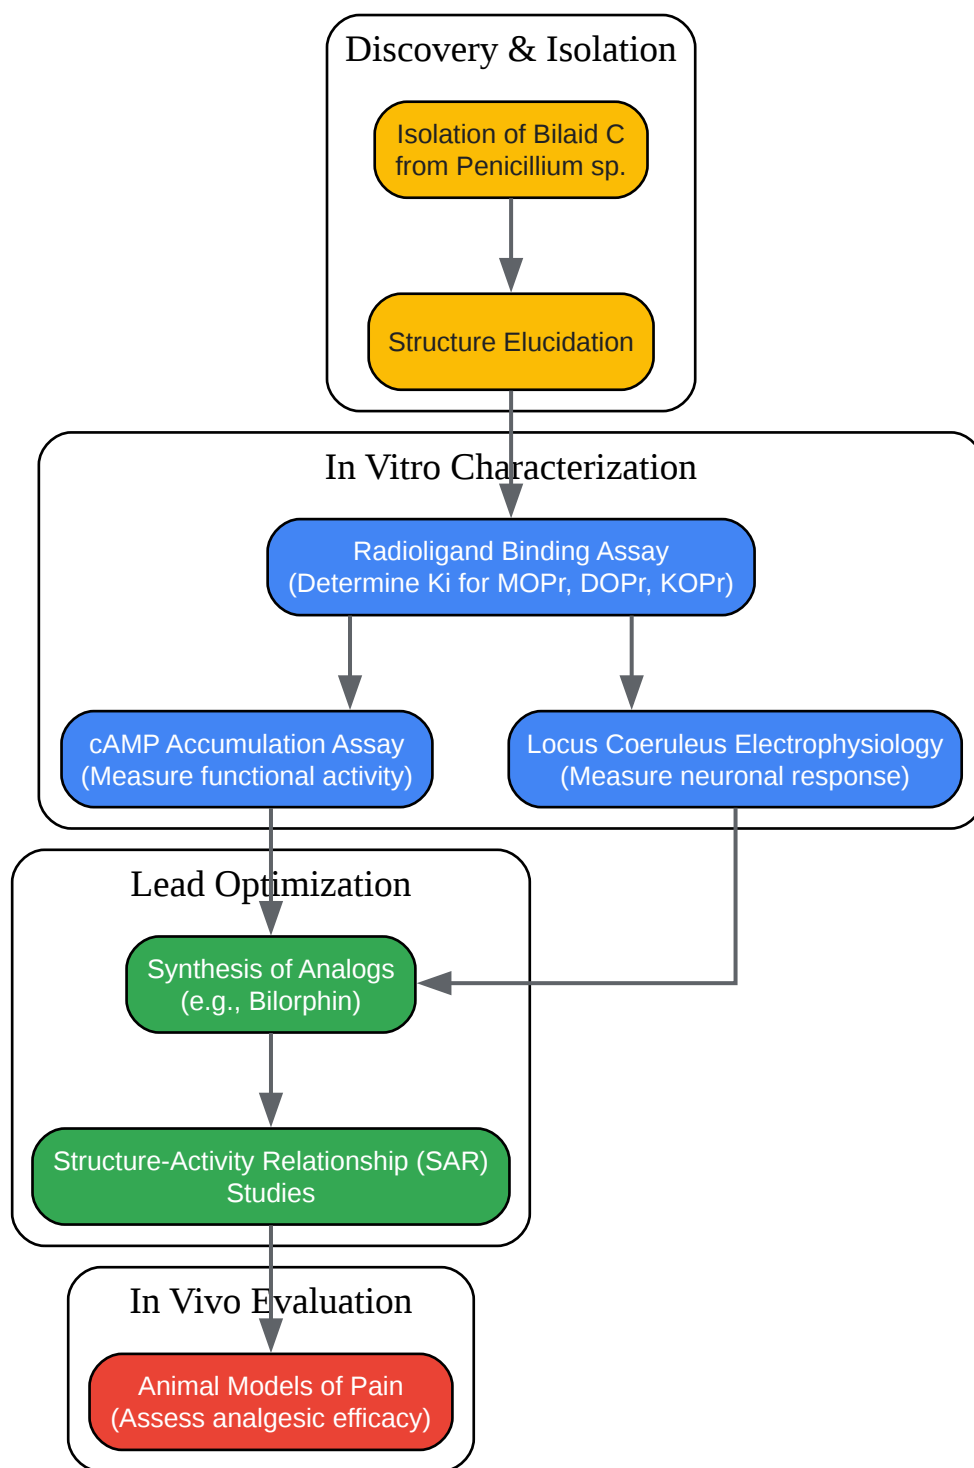 Discovery & Isolation
Isolation of Bilaid C
from Penicillium sp.
Structure Elucidation
In Vitro Characterization
Radioligand Binding Assay
(Determine Ki for MOPr, DOPr, KOPr)
cAMP Accumulation Assay
(Measure functional activity)
Locus Coeruleus Electrophysiology
(Measure neuronal response)
Lead Optimization
Synthesis of Analogs
(e.g., Bilorphin)
Structure-Activity Relationship (SAR)
Studies
In Vivo Evaluation
Animal Models of Pain
(Assess analgesic efficacy)